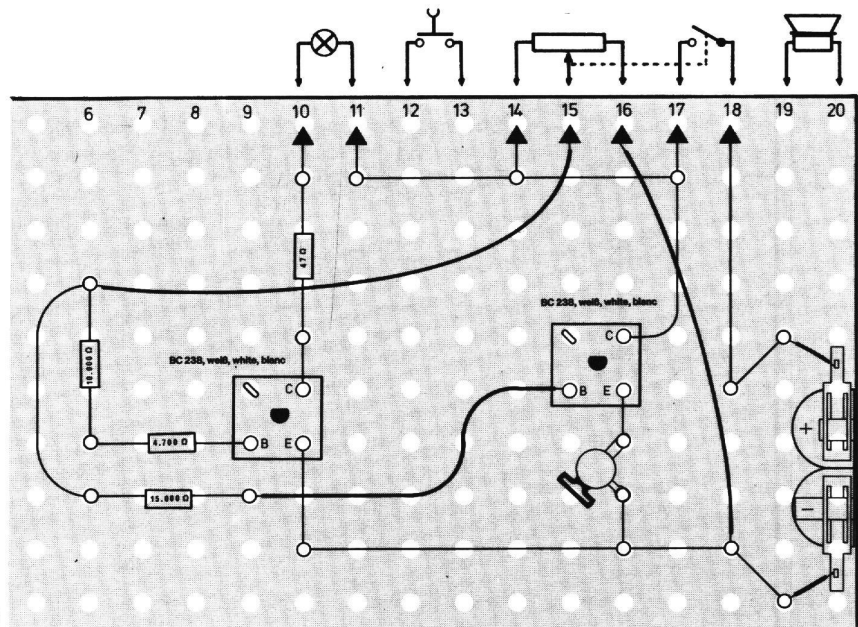 6 7 8 9 10 11 12 13 14 15 16 17 18 19 20
47 Ω
BC 238, weiß, white, blanc
C
B E
10.000 Ω
BC 238, weiß, white, blanc
C
B E
4.700 Ω
15.000 Ω
+
−